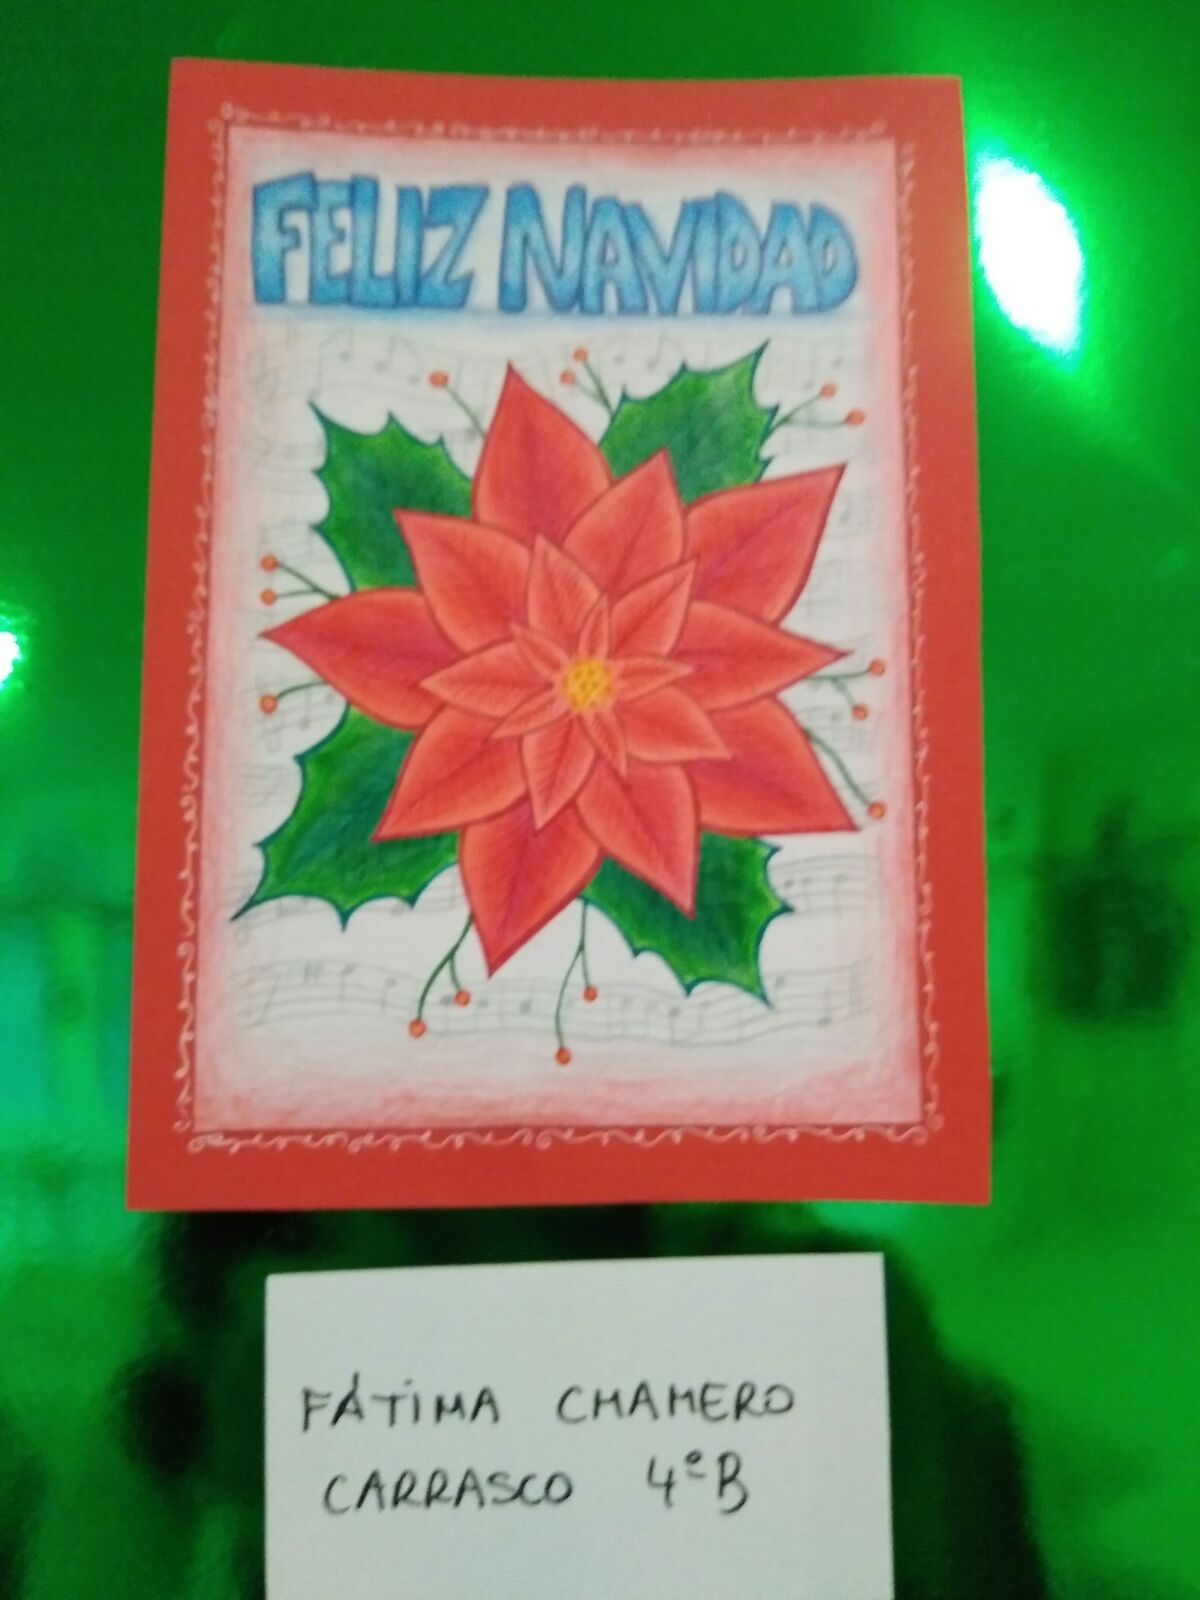 FELIZ NAVIDAD
FÁTIMA CHAMERO
CARRASCO 4ºB